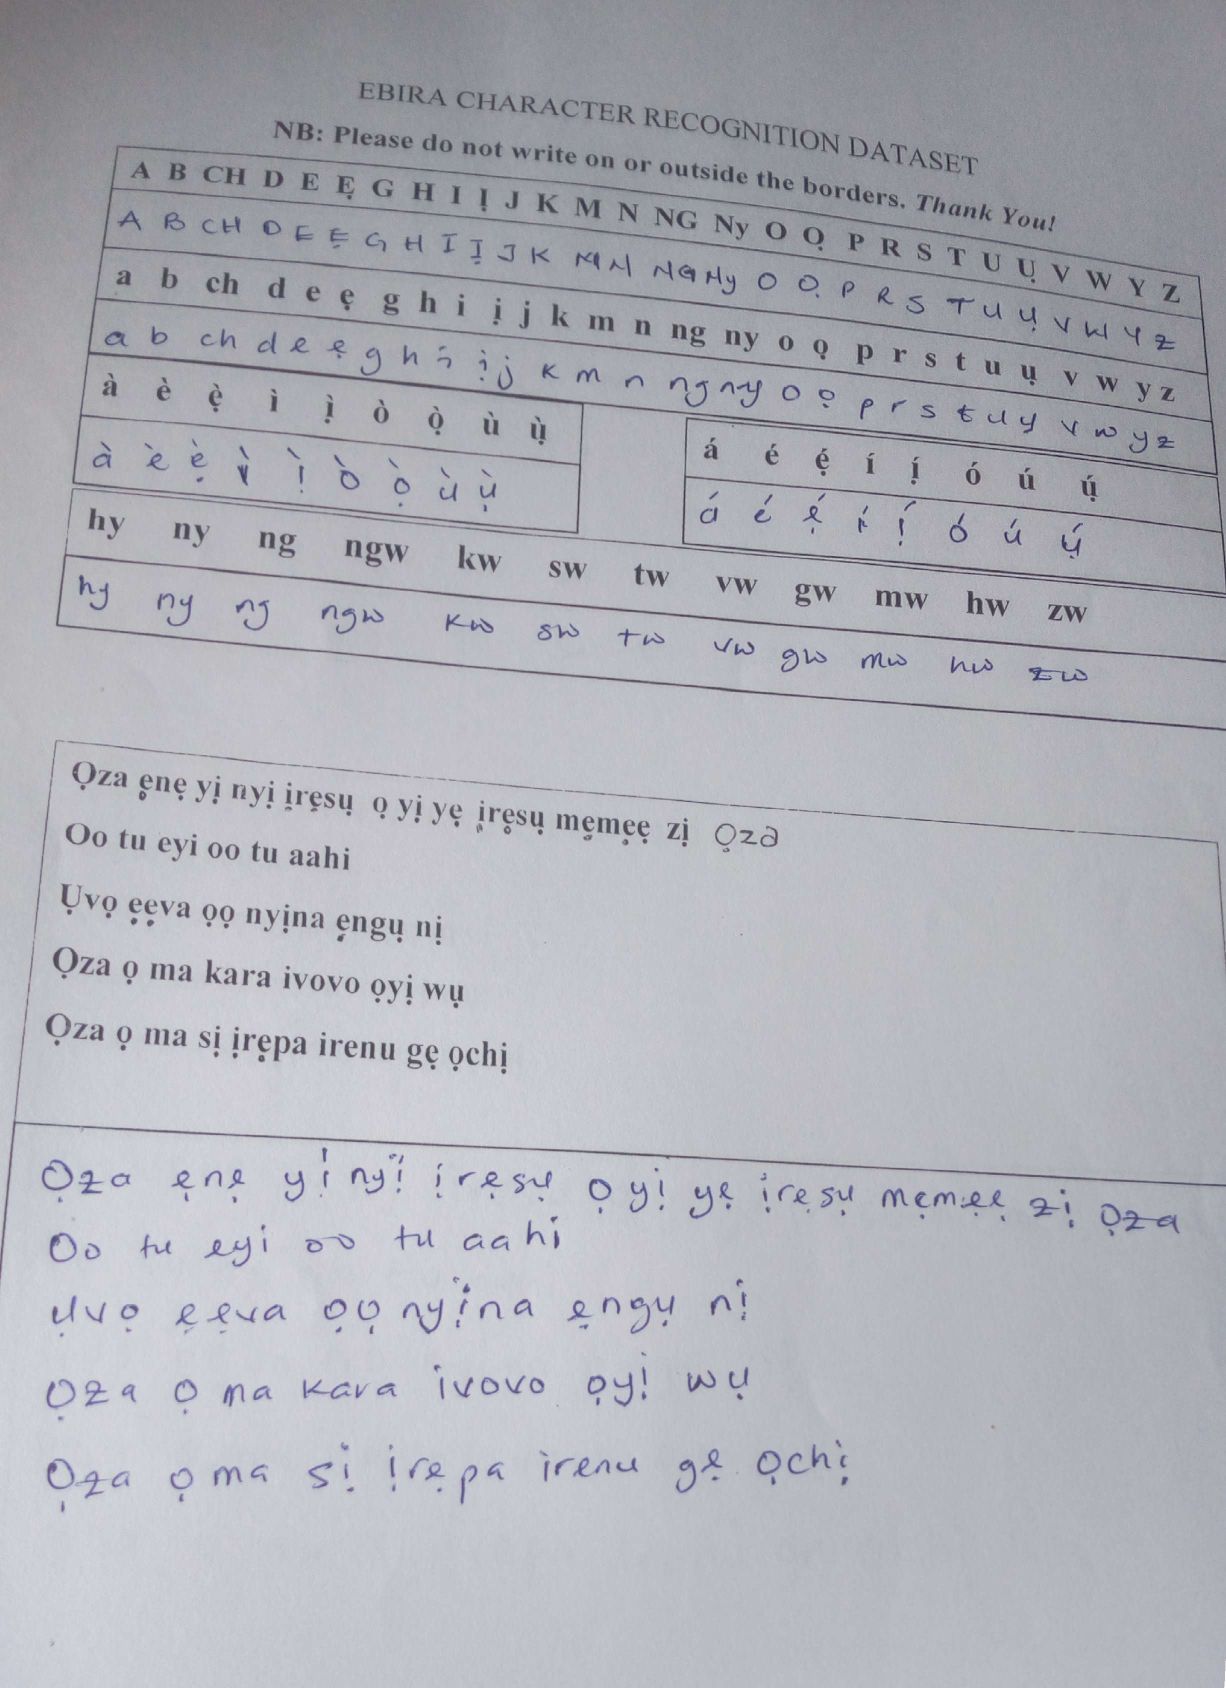 EBIRA CHARACTER RECOGNITION DATASET
NB: Please do not write on or outside the borders. Thank You!
A B CH D E Ẹ G H I Ị J K M N NG Ny O Ọ P R S T U Ụ V W Y Z
A B CH D E Ẹ G H I Ị J K M N NG Ny O Ọ P R S T U Ụ V W Y Z
a b ch d e ẹ g h i ị j k m n ng ny o ọ p r s t u ụ v w y z
a b ch d e ẹ g h i ị j k m n ng ny o ọ p r s t u ụ v w y z
à è ẹ̀ ì ị̀ ò ọ̀ ù ụ̀
à è ẹ̀ ì ị̀ ò ọ̀ ù ụ̀
á é ẹ́ í ị́ ó ú ụ́
á é ẹ́ í ị́ ó ú ụ́
hy ny ng ngw kw sw tw vw gw mw hw zw
hy ny ng ngw kw sw tw vw gw mw hw zw
Ọza ẹnẹ yị nyị ịrẹsụ ọ yị yẹ ịrẹsụ mẹmẹẹ zị Ọza
Oo tu eyi oo tu aahi
Ụvọ ẹẹva ọọ nyịna ẹngụ nị
Ọza ọ ma kara ivovo ọyị wụ
Ọza ọ ma sị ịrẹpa irenu gẹ ọchị
Ọza ẹnẹ yị nyị ịrẹsụ ọ yị yẹ ịrẹsụ mẹmẹẹ zị Ọza
Oo tu eyi oo tu aahi
Ụvọ ẹẹva ọọ nyịna ẹngụ nị
Ọza ọ ma kara ivovo ọyị wụ
Ọza ọ ma sị ịrẹpa irenu gẹ ọchị